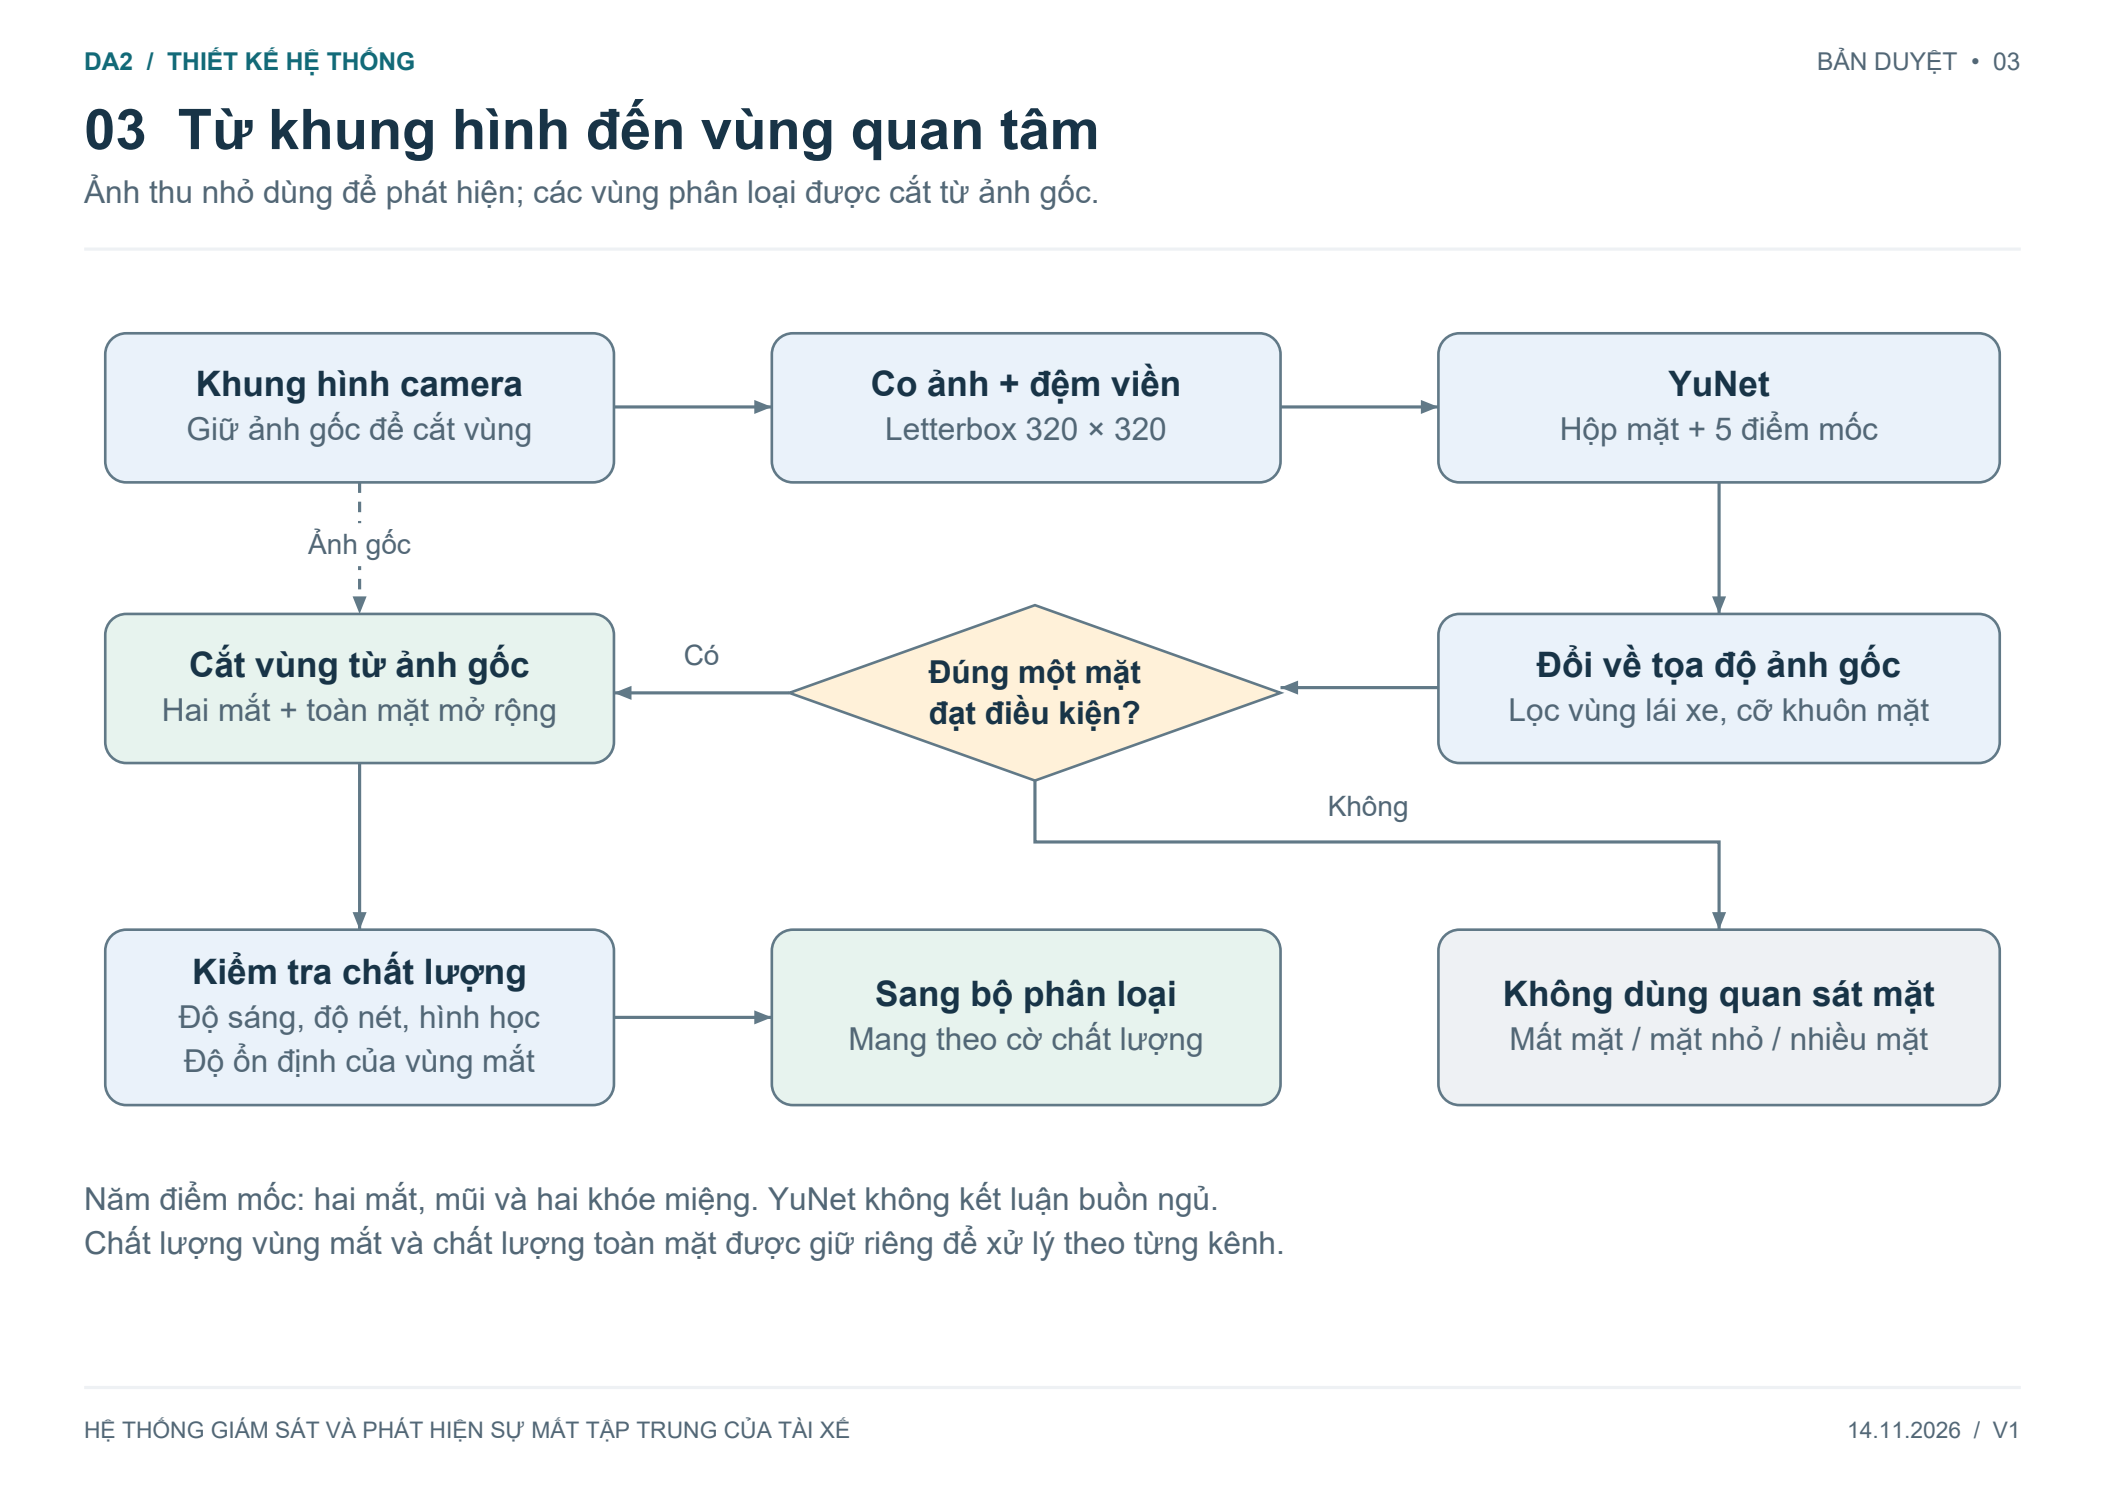 DA2 / THIẾT KẾ HỆ THỐNG
BẢN DUYỆT • 03
03 Từ khung hình đến vùng quan tâm
Ảnh thu nhỏ dùng để phát hiện; các vùng phân loại được cắt từ ảnh gốc.
Khung hình camera
Giữ ảnh gốc để cắt vùng
Co ảnh + đệm viền
Letterbox 320 × 320
YuNet
Hộp mặt + 5 điểm mốc
Ảnh gốc
Cắt vùng từ ảnh gốc
Hai mắt + toàn mặt mở rộng
Có
Đúng một mặt
đạt điều kiện?
Đổi về tọa độ ảnh gốc
Lọc vùng lái xe, cỡ khuôn mặt
Không
Kiểm tra chất lượng
Độ sáng, độ nét, hình học
Độ ổn định của vùng mắt
Sang bộ phân loại
Mang theo cờ chất lượng
Không dùng quan sát mặt
Mất mặt / mặt nhỏ / nhiều mặt
Năm điểm mốc: hai mắt, mũi và hai khóe miệng. YuNet không kết luận buồn ngủ.
Chất lượng vùng mắt và chất lượng toàn mặt được giữ riêng để xử lý theo từng kênh.
HỆ THỐNG GIÁM SÁT VÀ PHÁT HIỆN SỰ MẤT TẬP TRUNG CỦA TÀI XẾ
14.11.2026 / V1